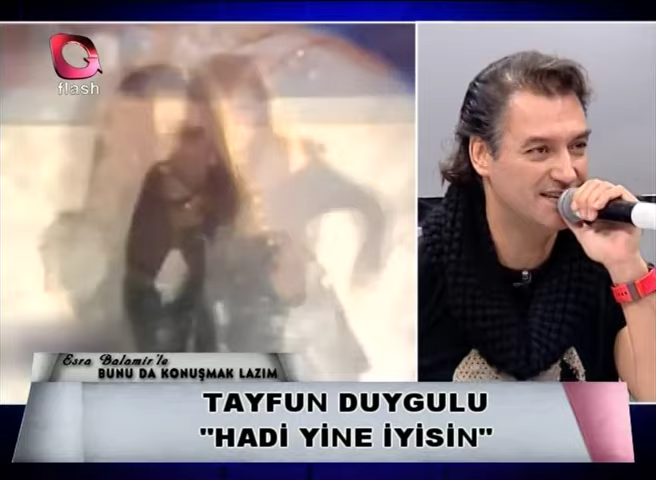 flash
Esra Balamir'le
BUNU DA KONUŞMAK LAZIM
TAYFUN DUYGULU
"HADİ YİNE İYİSİN"